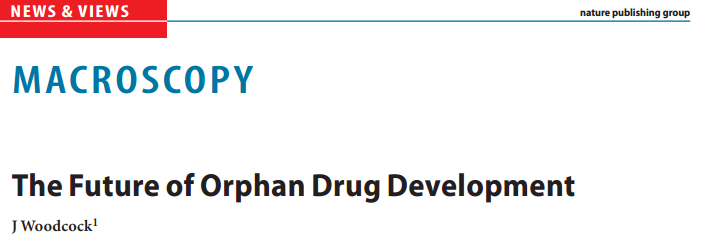 NEWS & VIEWS
nature publishing group
MACROSCOPY
The Future of Orphan Drug Development
J Woodcock¹